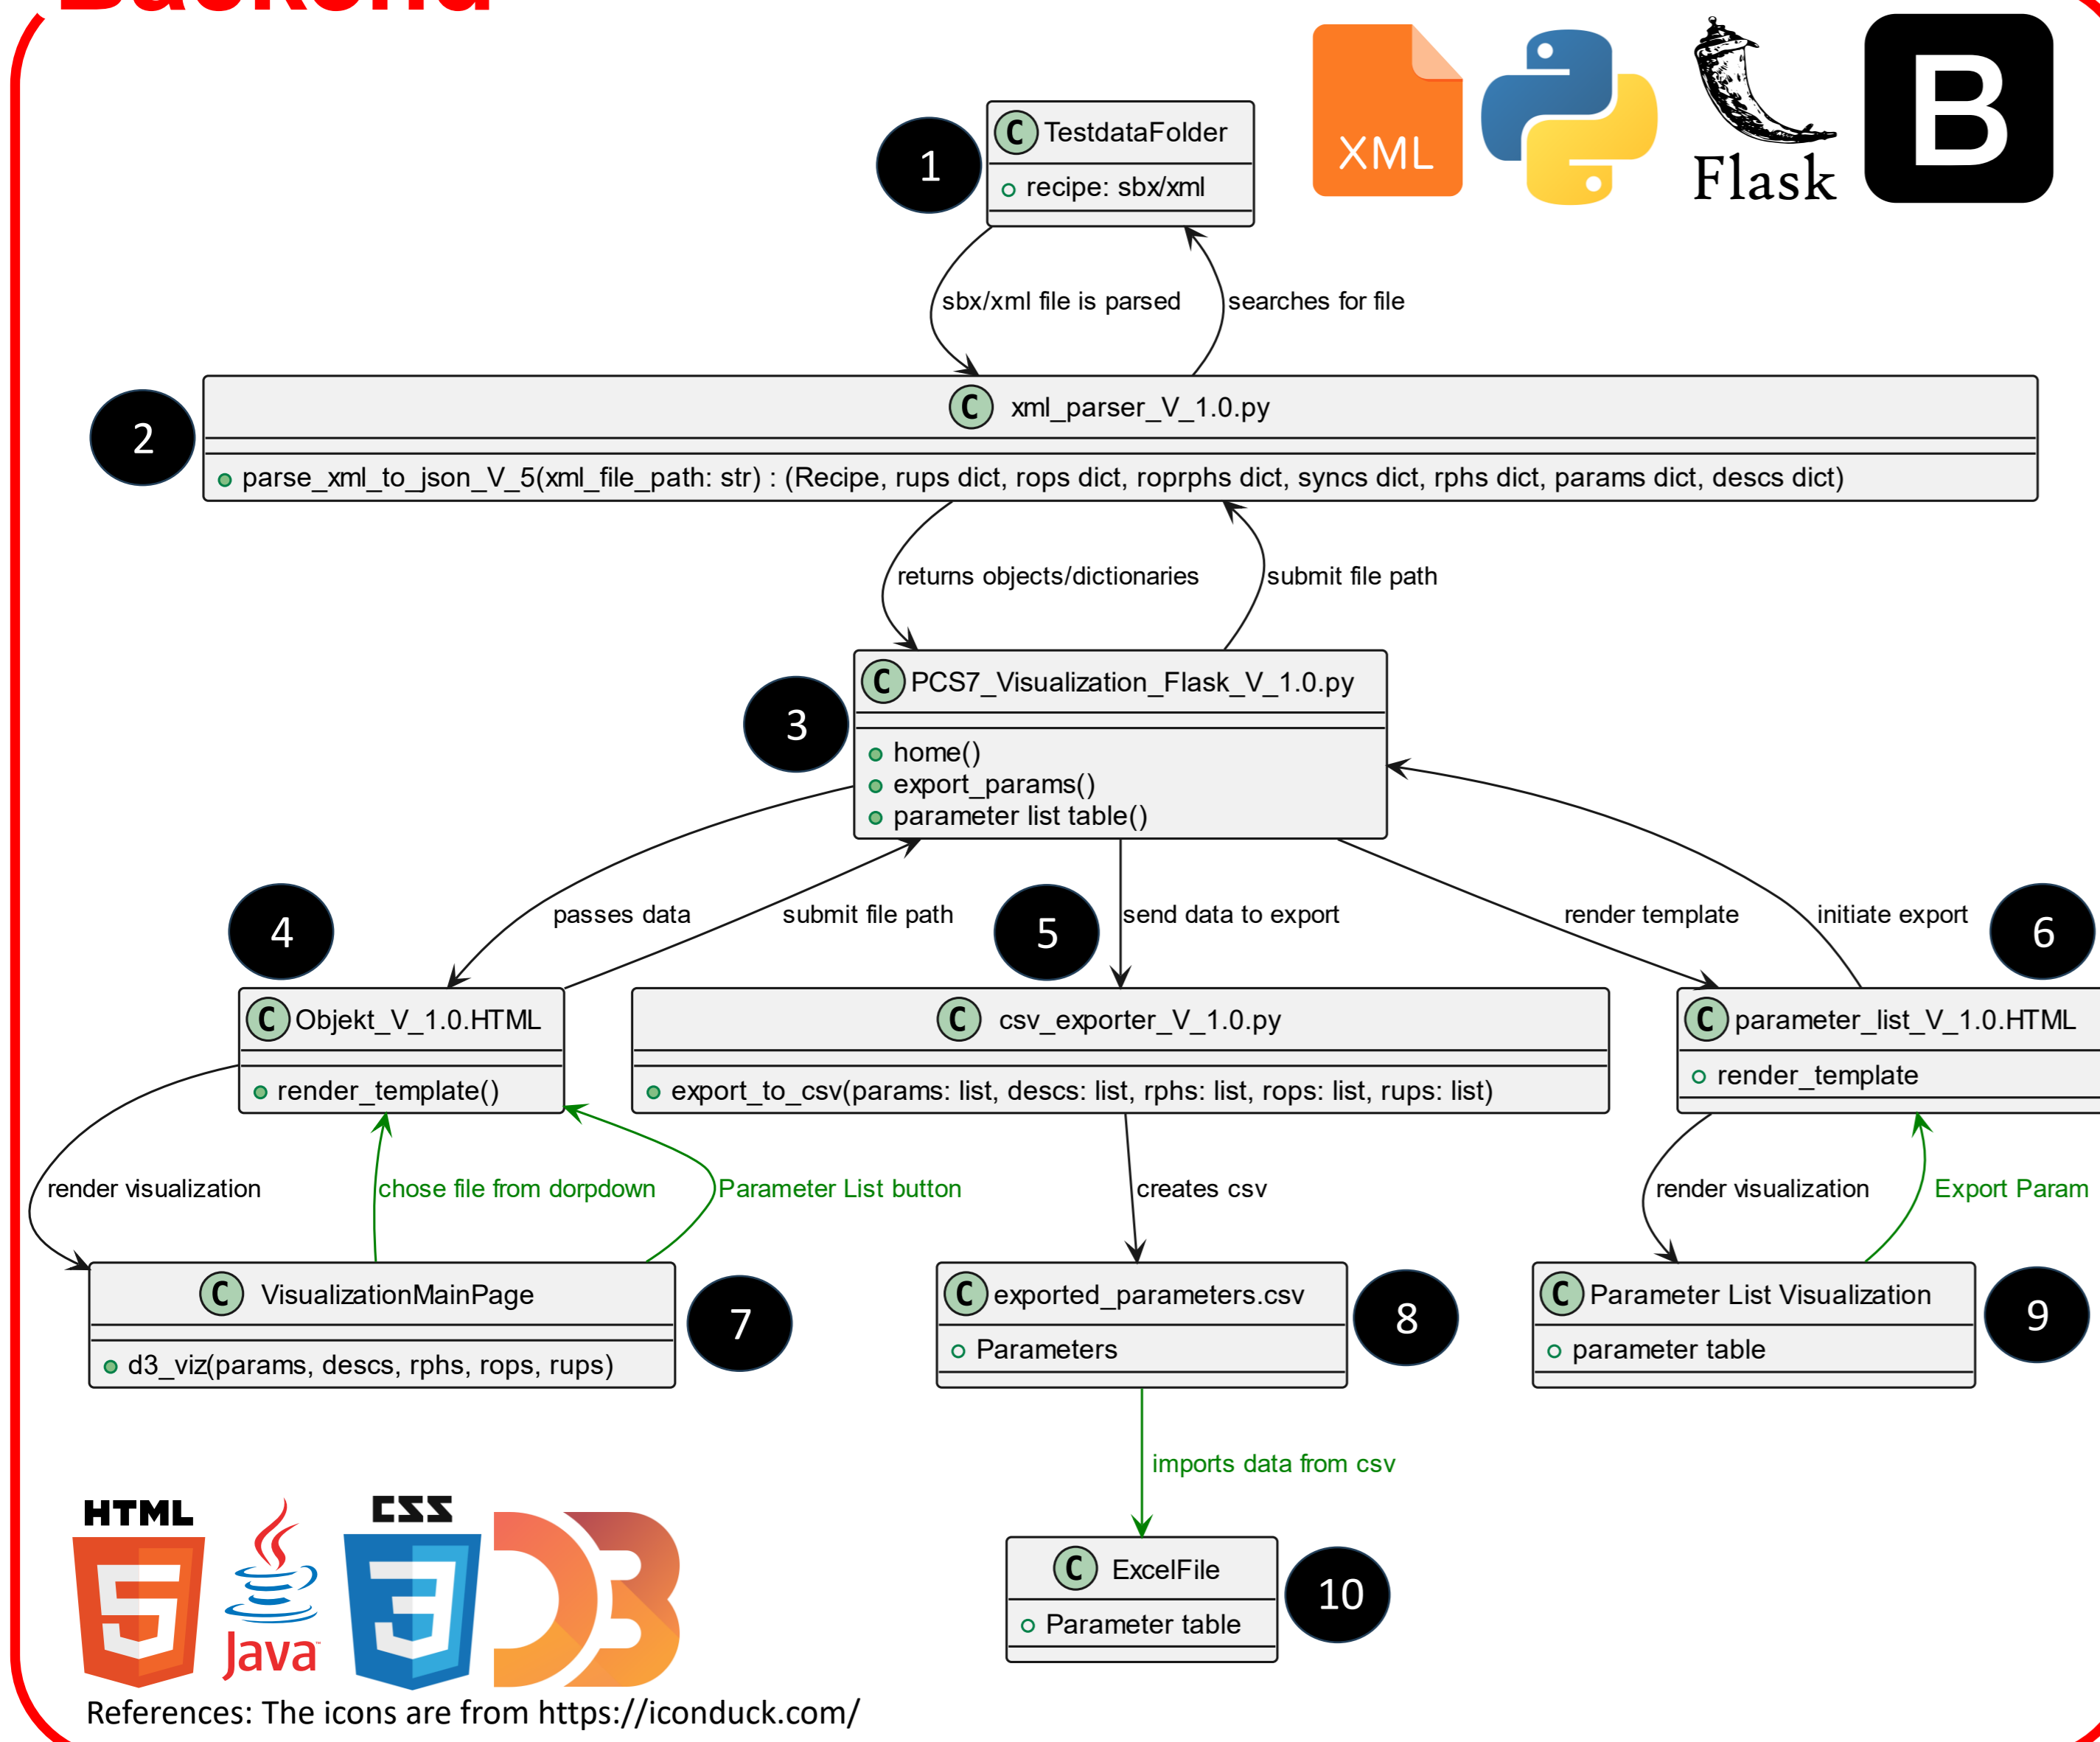 Backend
XML
Flask
B
1
C TestdataFolder
recipe: sbx/xml
sbx/xml file is parsed
searches for file
2
C xml_parser_V_1.0.py
parse_xml_to_json_V_5(xml_file_path: str) : (Recipe, rups dict, rops dict, roprphs dict, syncs dict, rphs dict, params dict, descs dict)
returns objects/dictionaries
submit file path
3
C PCS7_Visualization_Flask_V_1.0.py
home()
export_params()
parameter list table()
passes data
submit file path
send data to export
render template
initiate export
4
5
6
C Objekt_V_1.0.HTML
render_template()
C csv_exporter_V_1.0.py
export_to_csv(params: list, descs: list, rphs: list, rops: list, rups: list)
C parameter_list_V_1.0.HTML
render_template
render visualization
chose file from dorpdown
Parameter List button
creates csv
render visualization
Export Param
C VisualizationMainPage
d3_viz(params, descs, rphs, rops, rups)
7
C exported_parameters.csv
Parameters
8
C Parameter List Visualization
parameter table
9
imports data from csv
C ExcelFile
Parameter table
10
HTML
5
Java
CSS
3
D3
References: The icons are from https://iconduck.com/